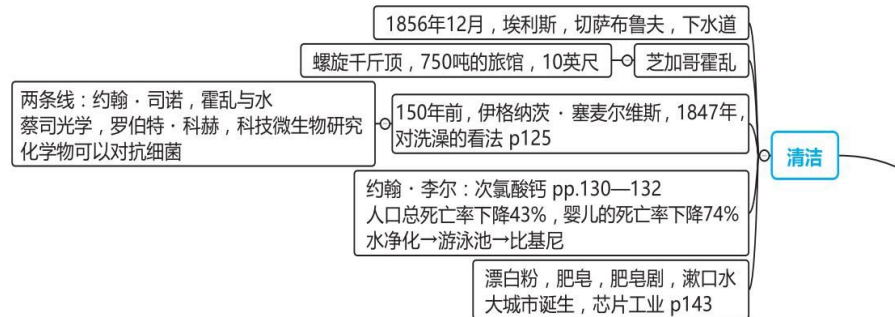 1856年12月，埃利斯，切萨布鲁夫，下水道
螺旋千斤顶，750吨的旅馆，10英尺
芝加哥霍乱
两条线：约翰·司诺，霍乱与水
蔡司光学，罗伯特·科赫，科技微生物研究
化学物可以对抗细菌
150年前，伊格纳茨·塞麦尔维斯，1847年，
对洗澡的看法 p125
清洁
约翰·李尔：次氯酸钙 pp.130—132
人口总死亡率下降43%，婴儿的死亡率下降74%
水净化→游泳池→比基尼
漂白粉，肥皂，肥皂剧，漱口水
大城市诞生，芯片工业 p143